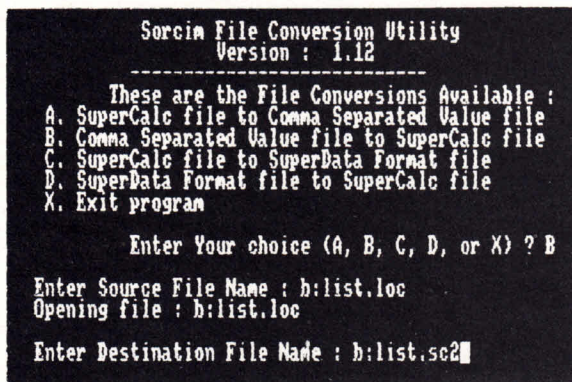 Sorcim File Conversion Utility
Version : 1.12
----------------------------
These are the File Conversions Available :
A. SuperCalc file to Comma Separated Value file
B. Comma Separated Value file to SuperCalc file
C. SuperCalc file to SuperData Format file
D. SuperData Format file to SuperCalc file
X. Exit program
Enter Your choice (A, B, C, D, or X) ? B
Enter Source File Name : b:list.loc
Opening file : b:list.loc
Enter Destination File Name : b:list.sc2